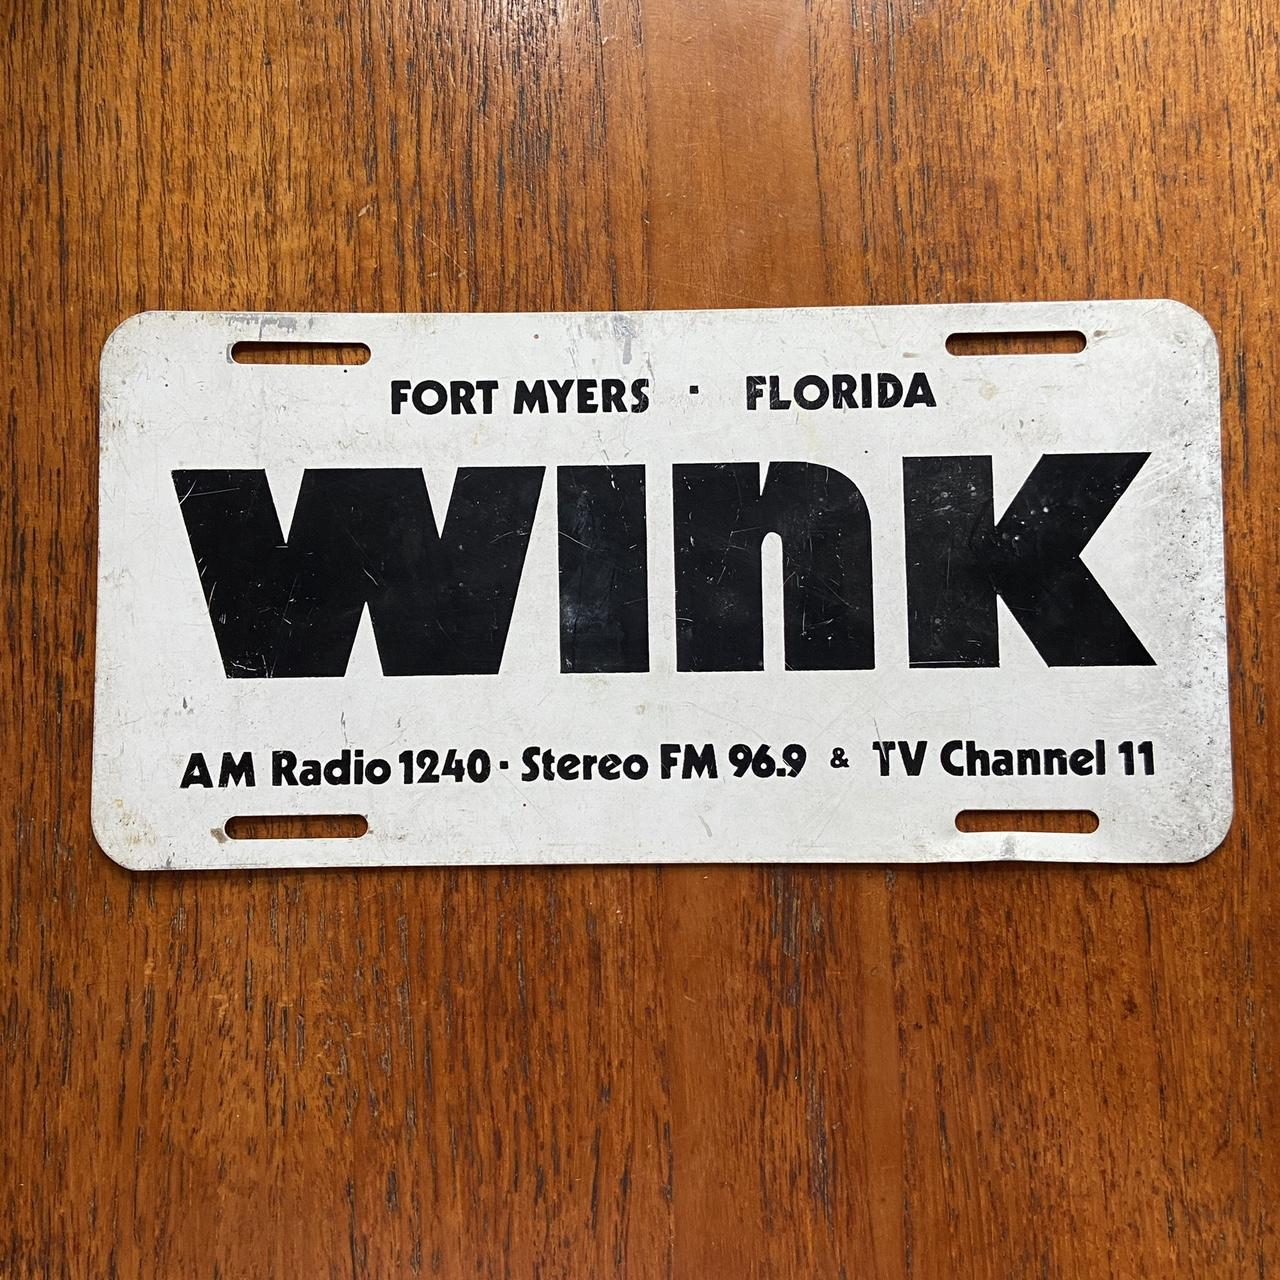 FORT MYERS · FLORIDA
WInK
AM Radio 1240 · Stereo FM 96.9 & TV Channel 11